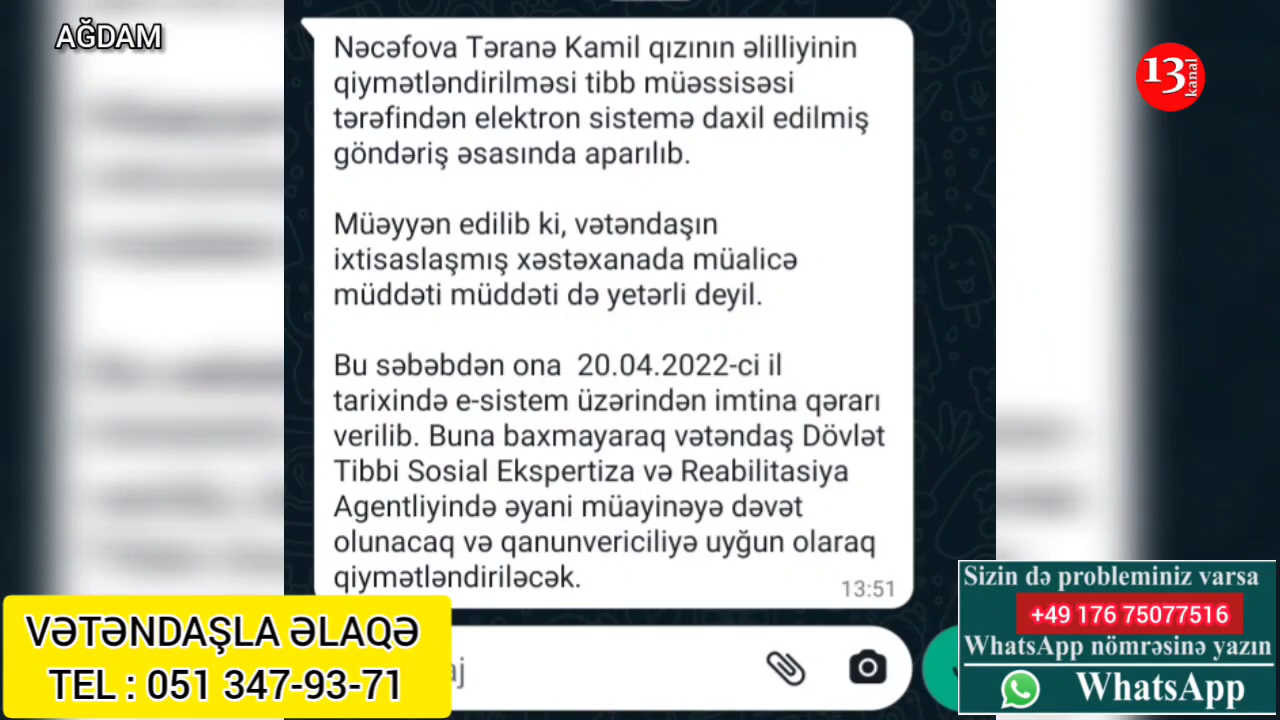 AĞDAM
13 kanal
Nəcəfova Təranə Kamil qızının əlilliyinin
qiymətləndirilməsi tibb müəssisəsi
tərəfindən elektron sistemə daxil edilmiş
göndəriş əsasında aparılıb.
Müəyyən edilib ki, vətəndaşın
ixtisaslaşmış xəstəxanada müalicə
müddəti müddəti də yetərli deyil.
Bu səbəbdən ona  20.04.2022-ci il
tarixində e-sistem üzərindən imtina qərarı
verilib. Buna baxmayaraq vətəndaş Dövlət
Tibbi Sosial Ekspertiza və Reabilitasiya
Agentliyində əyani müayinəyə dəvət
olunacaq və qanunvericiliyə uyğun olaraq
qiymətləndiriləcək.
13:51
VƏTƏNDAŞLA ƏLAQƏ
TEL : 051 347-93-71
Sizin də probleminiz varsa
+49 176 75077516
WhatsApp nömrəsinə yazın
WhatsApp